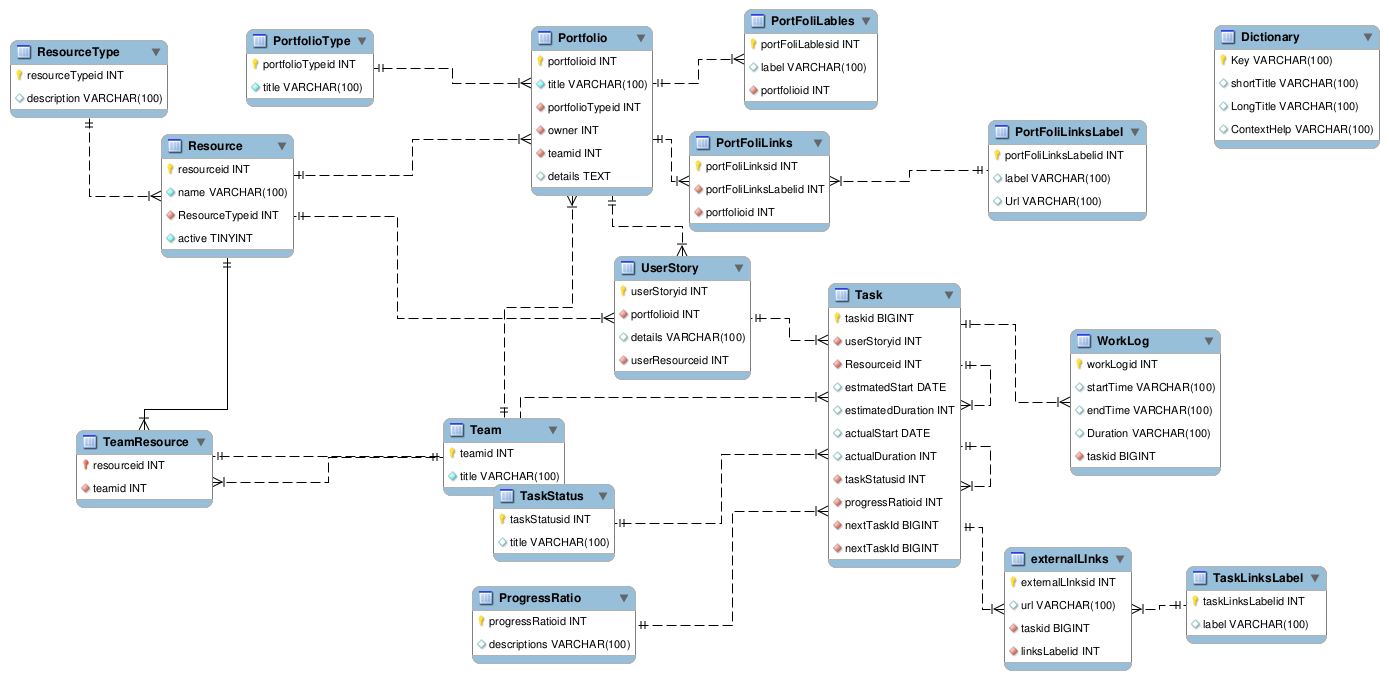 ResourceType
resourceTypeid INT
description VARCHAR(100)
PortfolioType
portfolioTypeid INT
title VARCHAR(100)
Portfolio
portfolioid INT
title VARCHAR(100)
portfolioTypeid INT
owner INT
teamid INT
details TEXT
PortFoliLables
portFoliLablesid INT
label VARCHAR(100)
portfolioid INT
Dictionary
Key VARCHAR(100)
shortTitle VARCHAR(100)
LongTitle VARCHAR(100)
ContextHelp VARCHAR(100)
Resource
resourceid INT
name VARCHAR(100)
ResourceTypeid INT
active TINYINT
PortFoliLinks
portFoliLinksid INT
portFoliLinksLabelid INT
portfolioid INT
PortFoliLinksLabel
portFoliLinksLabelid INT
label VARCHAR(100)
Url VARCHAR(100)
UserStory
userStoryid INT
portfolioid INT
details VARCHAR(100)
userResourceid INT
Task
taskid BIGINT
userStoryid INT
Resourceid INT
estmatedStart DATE
estimatedDuration INT
actualStart DATE
actualDuration INT
taskStatusid INT
progressRatioid INT
nextTaskId BIGINT
nextTaskId BIGINT
WorkLog
workLogid INT
startTime VARCHAR(100)
endTime VARCHAR(100)
Duration VARCHAR(100)
taskid BIGINT
TeamResource
resourceid INT
teamid INT
Team
teamid INT
title VARCHAR(100)
TaskStatus
taskStatusid INT
title VARCHAR(100)
ProgressRatio
progressRatioid INT
descriptions VARCHAR(100)
externalLInks
externalLInksid INT
url VARCHAR(100)
taskid BIGINT
linksLabelid INT
TaskLinksLabel
taskLinksLabelid INT
label VARCHAR(100)